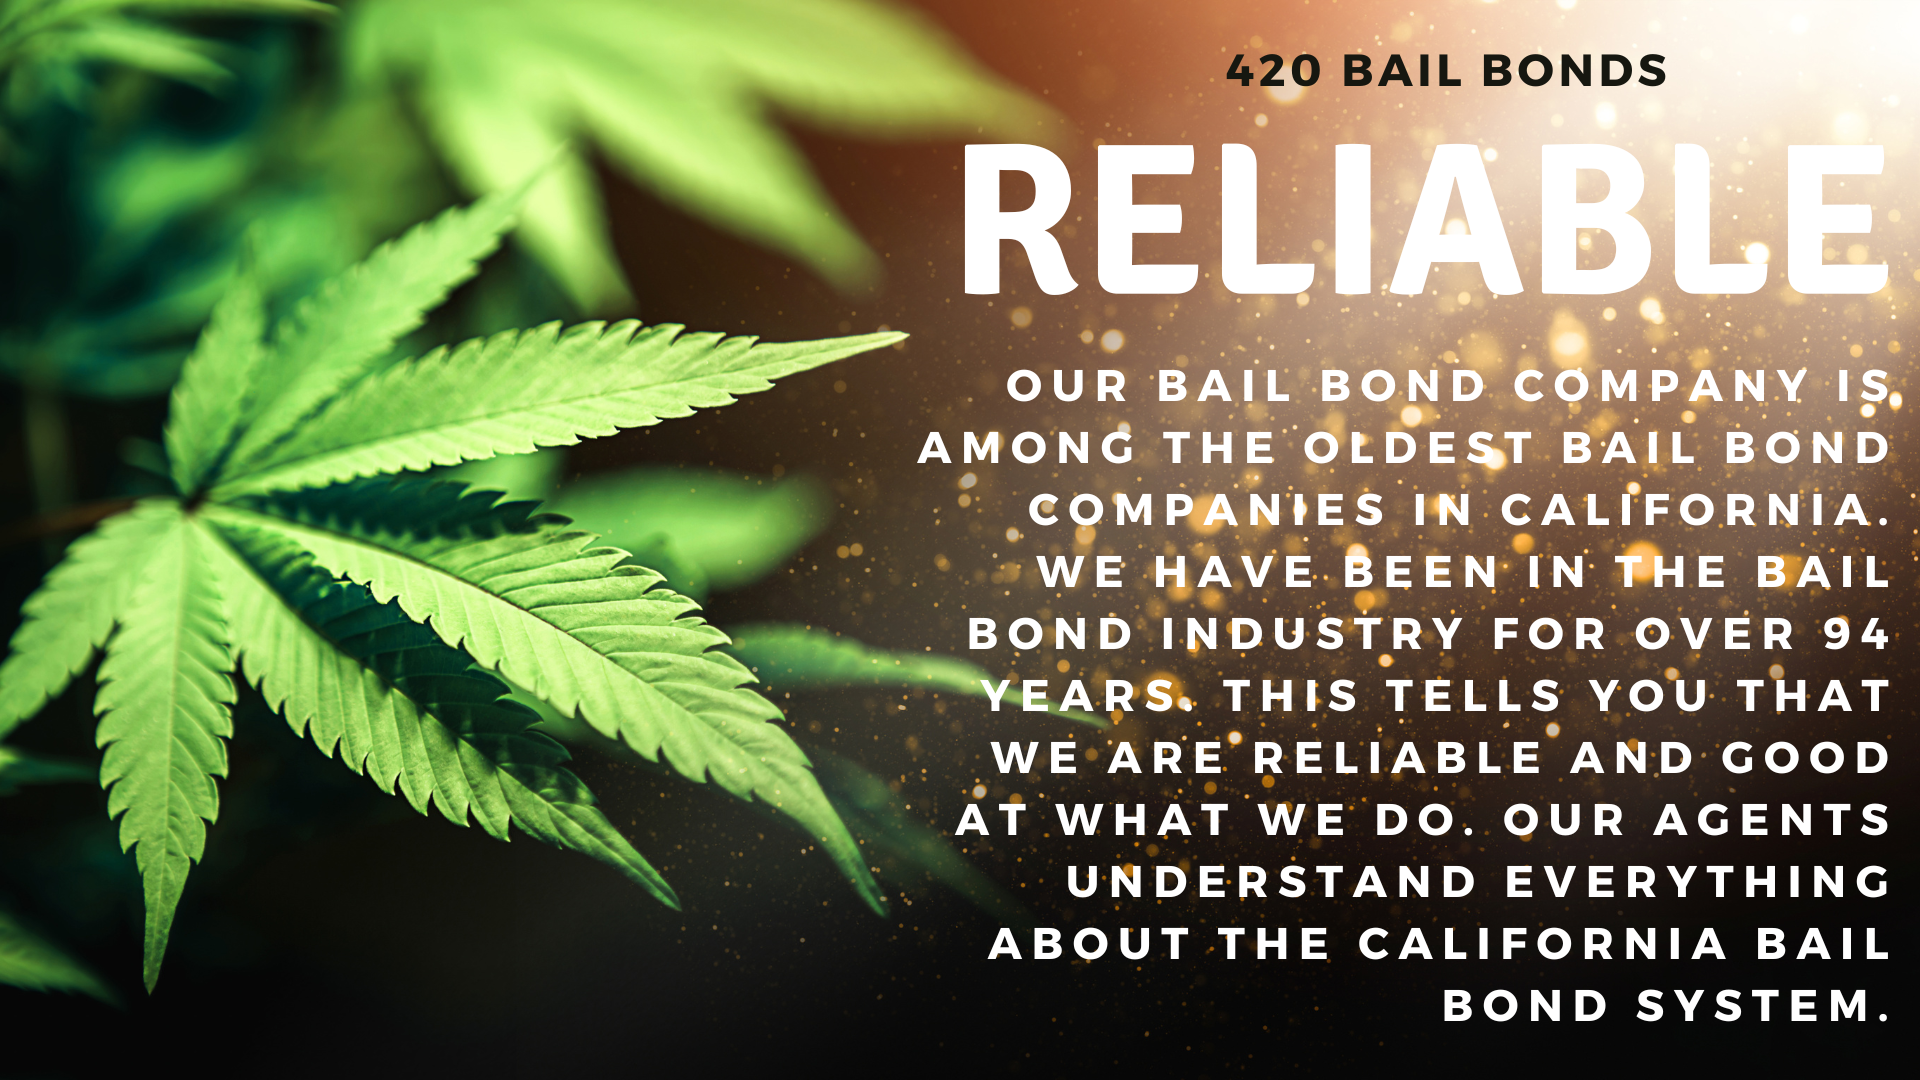 420 BAIL BONDS
RELIABLE
OUR BAIL BOND COMPANY IS
AMONG THE OLDEST BAIL BOND
COMPANIES IN CALIFORNIA.
WE HAVE BEEN IN THE BAIL
BOND INDUSTRY FOR OVER 94
YEARS. THIS TELLS YOU THAT
WE ARE RELIABLE AND GOOD
AT WHAT WE DO. OUR AGENTS
UNDERSTAND EVERYTHING
ABOUT THE CALIFORNIA BAIL
BOND SYSTEM.